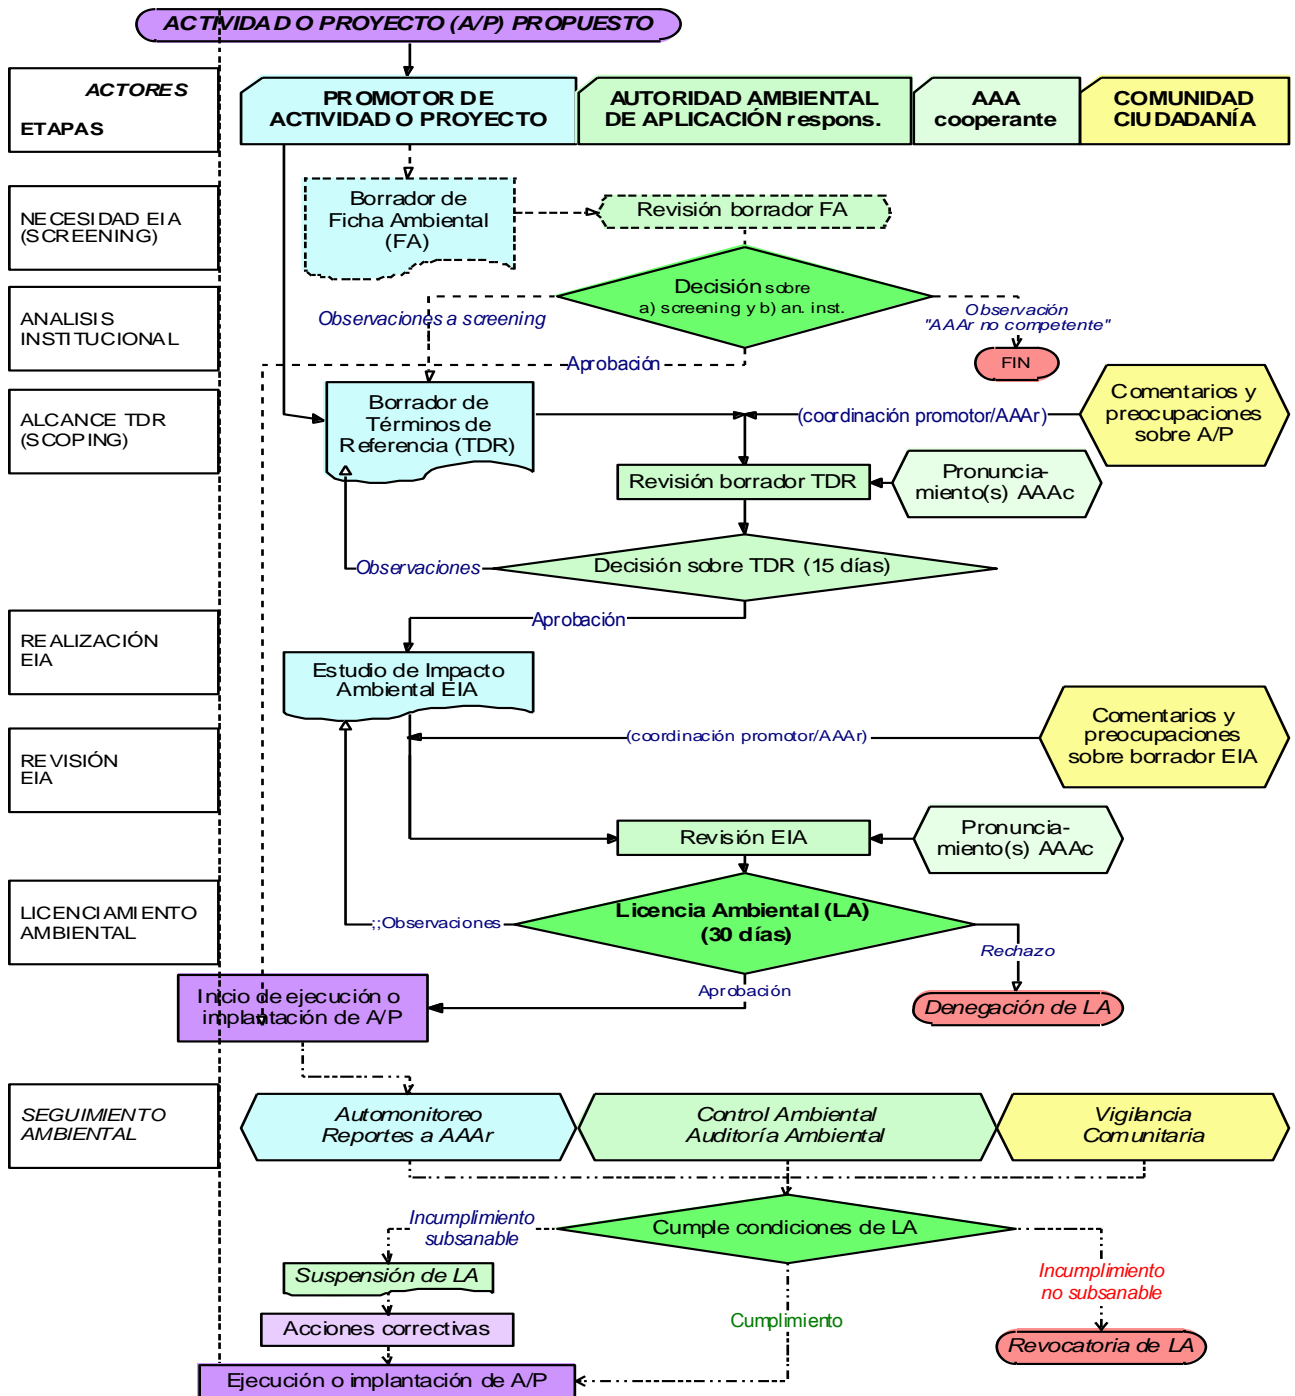 ACTIVIDAD O PROYECTO (A/P) PROPUESTO
ACTORES
ETAPAS
PROMOTOR DE
ACTIVIDAD O PROYECTO
AUTORIDAD AMBIENTAL
DE APLICACIÓN respons.
AAA
cooperante
COMUNIDAD
CIUDADANÍA
NECESIDAD EIA
(SCREENING)
Borrador de
Ficha Ambiental
(FA)
Revisión borrador FA
Decisión sobre
a) screening y b) an. inst.
ANALISIS
INSTITUCIONAL
Observaciones a screening
Observación
"AAAr no competente"
Aprobación
FIN
ALCANCE TDR
(SCOPING)
Borrador de
Términos de
Referencia (TDR)
(coordinación promotor/AAAr)
Comentarios y
preocupaciones
sobre A/P
Revisión borrador TDR
Pronuncia-
miento(s) AAAc
Observaciones
Decisión sobre TDR (15 días)
Aprobación
REALIZACIÓN
EIA
Estudio de Impacto
Ambiental EIA
REVISIÓN
EIA
(coordinación promotor/AAAr)
Comentarios y
preocupaciones
sobre borrador EIA
Revisión EIA
Pronuncia-
miento(s) AAAc
LICENCIAMIENTO
AMBIENTAL
;;Observaciones
Licencia Ambiental (LA)
(30 días)
Rechazo
Aprobación
Inicio de ejecución o
implantación de A/P
Denegación de LA
SEGUIMIENTO
AMBIENTAL
Automonitoreo
Reportes a AAAr
Control Ambiental
Auditoría Ambiental
Vigilancia
Comunitaria
Incumplimiento
subsanable
Cumple condiciones de LA
Suspensión de LA
Incumplimiento
no subsanable
Acciones correctivas
Cumplimiento
Revocatoria de LA
Ejecución o implantación de A/P